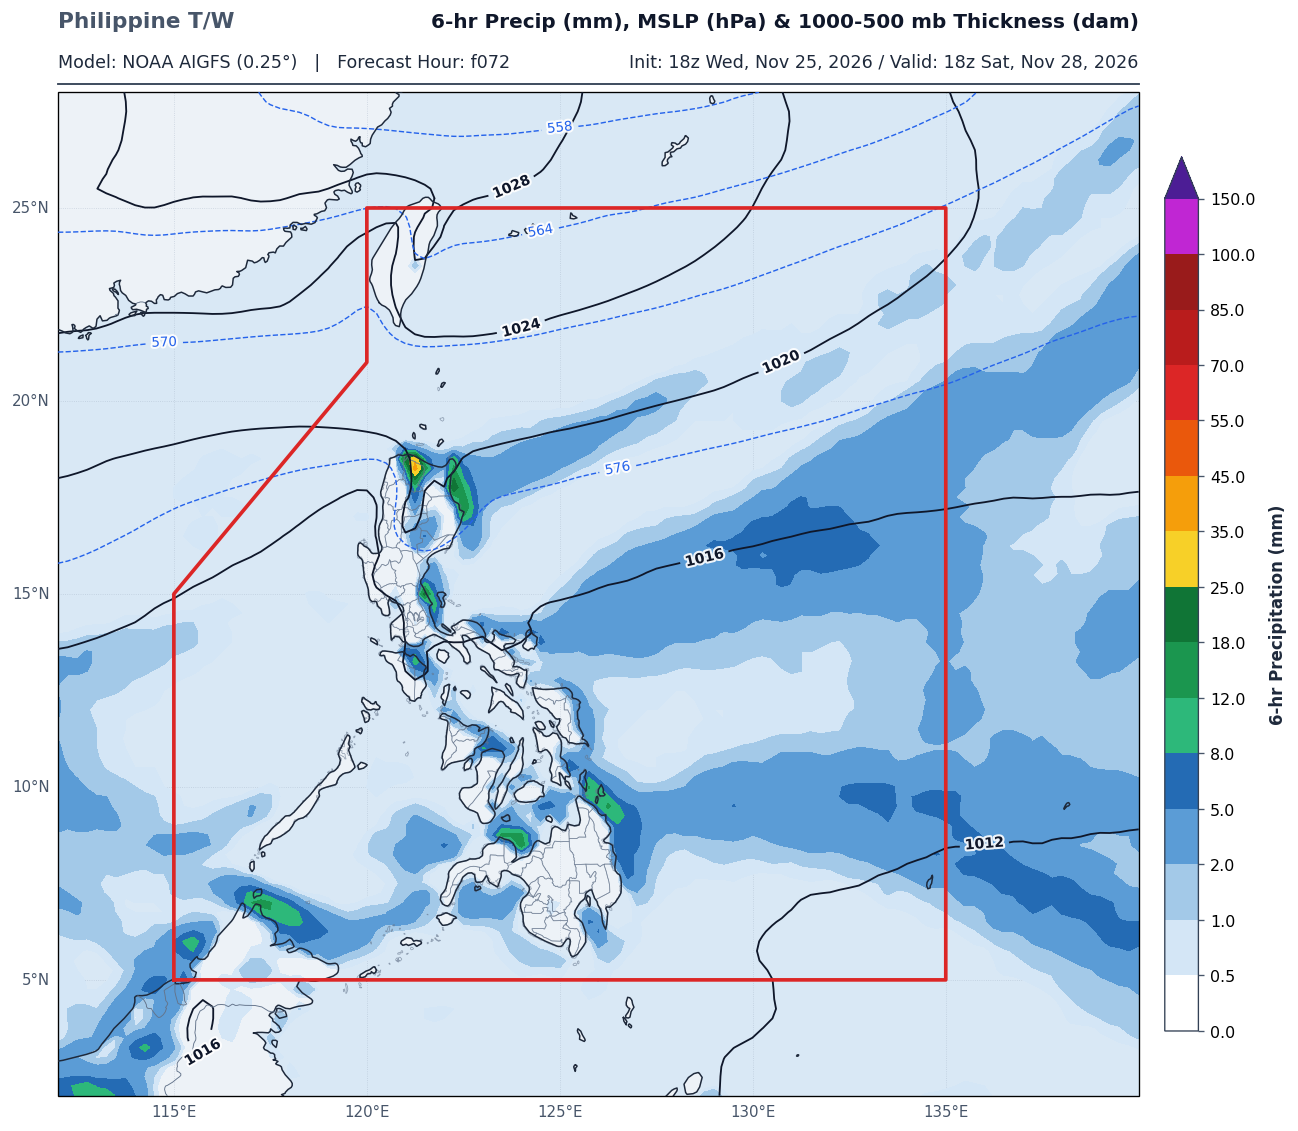 Philippine T/W
6-hr Precip (mm), MSLP (hPa) & 1000-500 mb Thickness (dam)
Model: NOAA AIGFS (0.25°) | Forecast Hour: f072
Init: 18z Wed, Nov 25, 2026 / Valid: 18z Sat, Nov 28, 2026
558
1028
564
1024
570
1020
576
1016
1012
1016
25°N
20°N
15°N
10°N
5°N
115°E
120°E
125°E
130°E
135°E
150.0
100.0
85.0
70.0
55.0
45.0
35.0
25.0
18.0
12.0
8.0
5.0
2.0
1.0
0.5
0.0
6-hr Precipitation (mm)